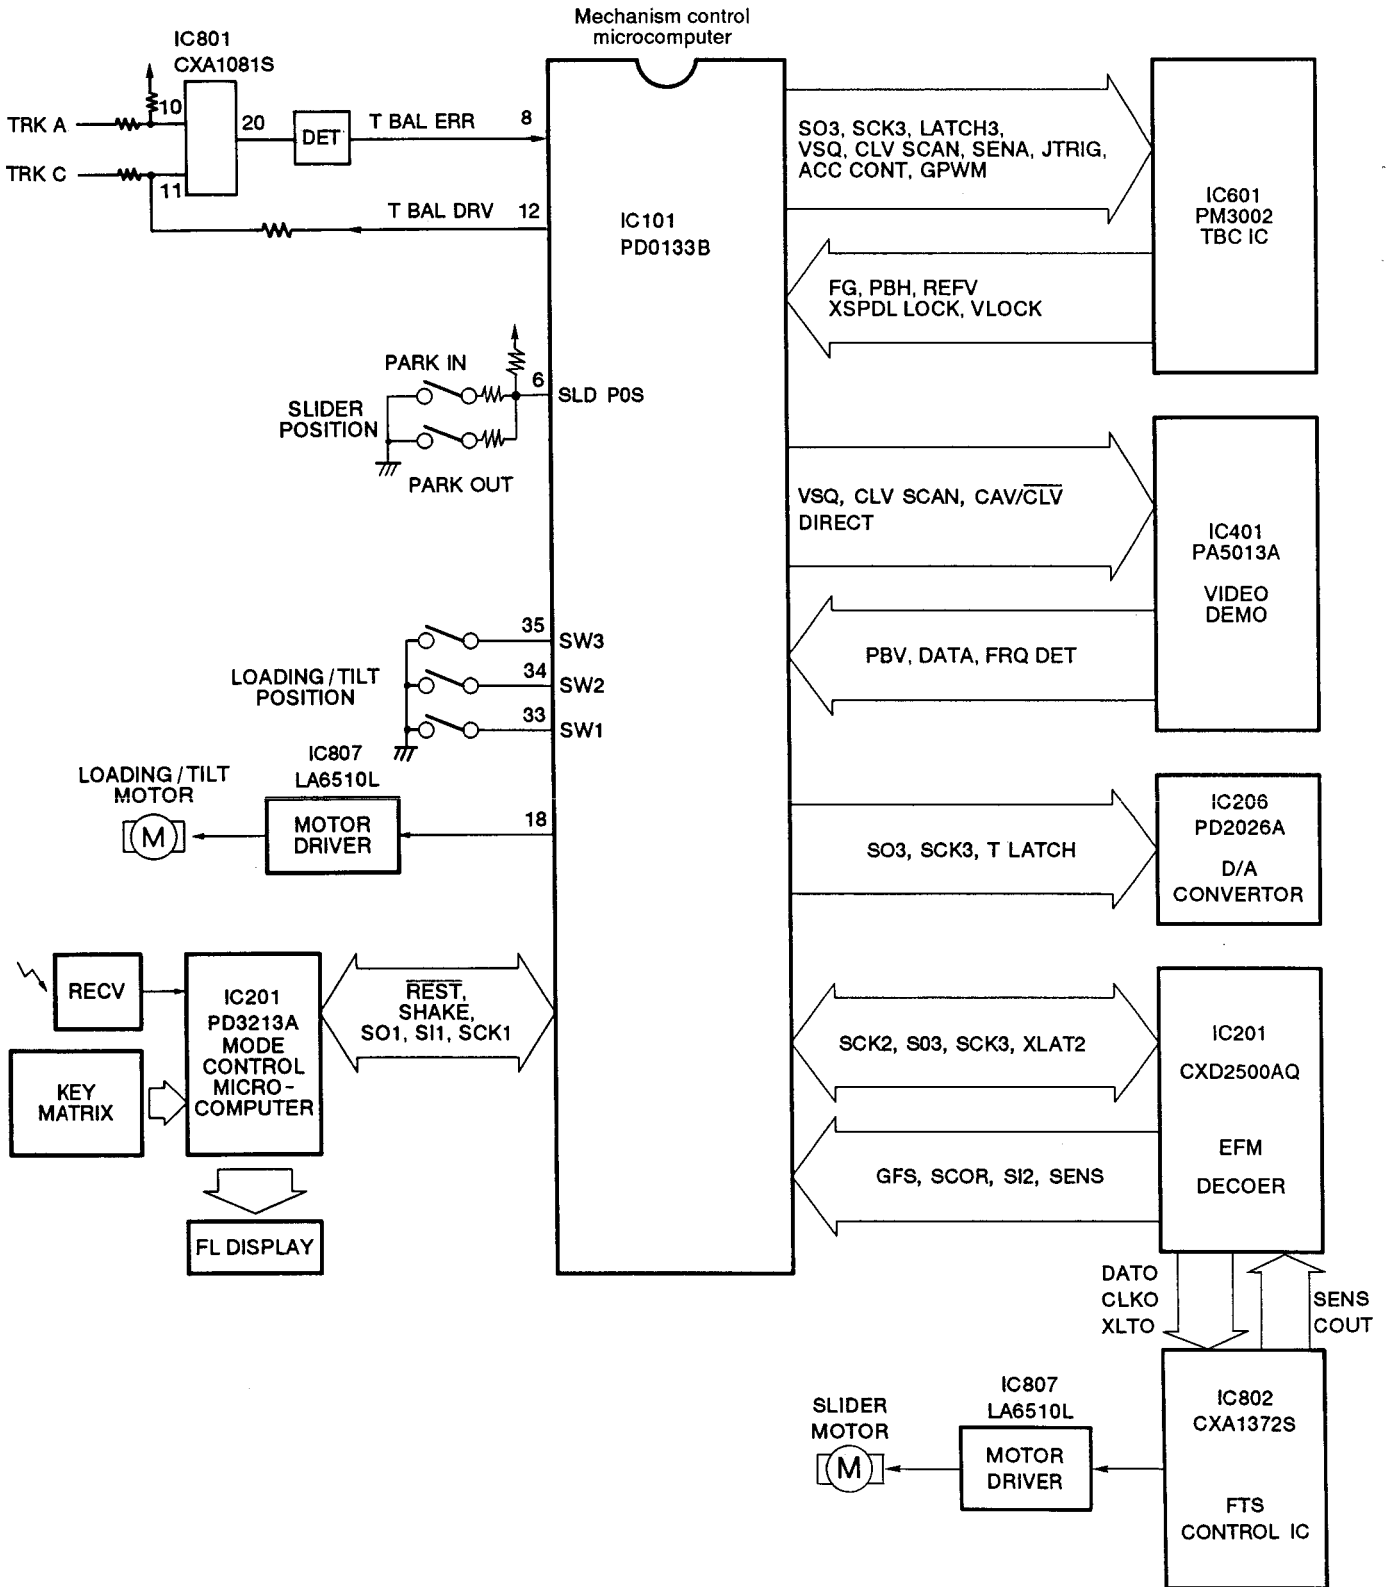 Mechanism control
microcomputer
IC801
CXA1081S
TRK A
10
20
DET
T BAL ERR
8
TRK C
11
T BAL DRV
12
IC101
PD0133B
SO3, SCK3, LATCH3,
VSQ, CLV SCAN, SENA, JTRIG,
ACC CONT, GPWM
IC601
PM3002
TBC IC
FG, PBH, REFV
XSPDL LOCK, VLOCK
PARK IN
6
SLD P0S
SLIDER
POSITION
PARK OUT
VSQ, CLV SCAN, CAV/CLV
DIRECT
IC401
PA5013A
VIDEO
DEMO
PBV, DATA, FRQ DET
35
SW3
LOADING/TILT
POSITION
34
SW2
33
SW1
IC807
LA6510L
LOADING/TILT
MOTOR
M
MOTOR
DRIVER
18
SO3, SCK3, T LATCH
IC206
PD2026A
D/A
CONVERTOR
RECV
KEY
MATRIX
IC201
PD3213A
MODE
CONTROL
MICRO-
COMPUTER
REST,
SHAKE,
SO1, SI1, SCK1
FL DISPLAY
SCK2, S03, SCK3, XLAT2
IC201
CXD2500AQ
EFM
DECOER
GFS, SCOR, SI2, SENS
DATO
CLKO
XLTO
SENS
COUT
IC802
CXA1372S
FTS
CONTROL IC
IC807
LA6510L
MOTOR
DRIVER
SLIDER
MOTOR
M